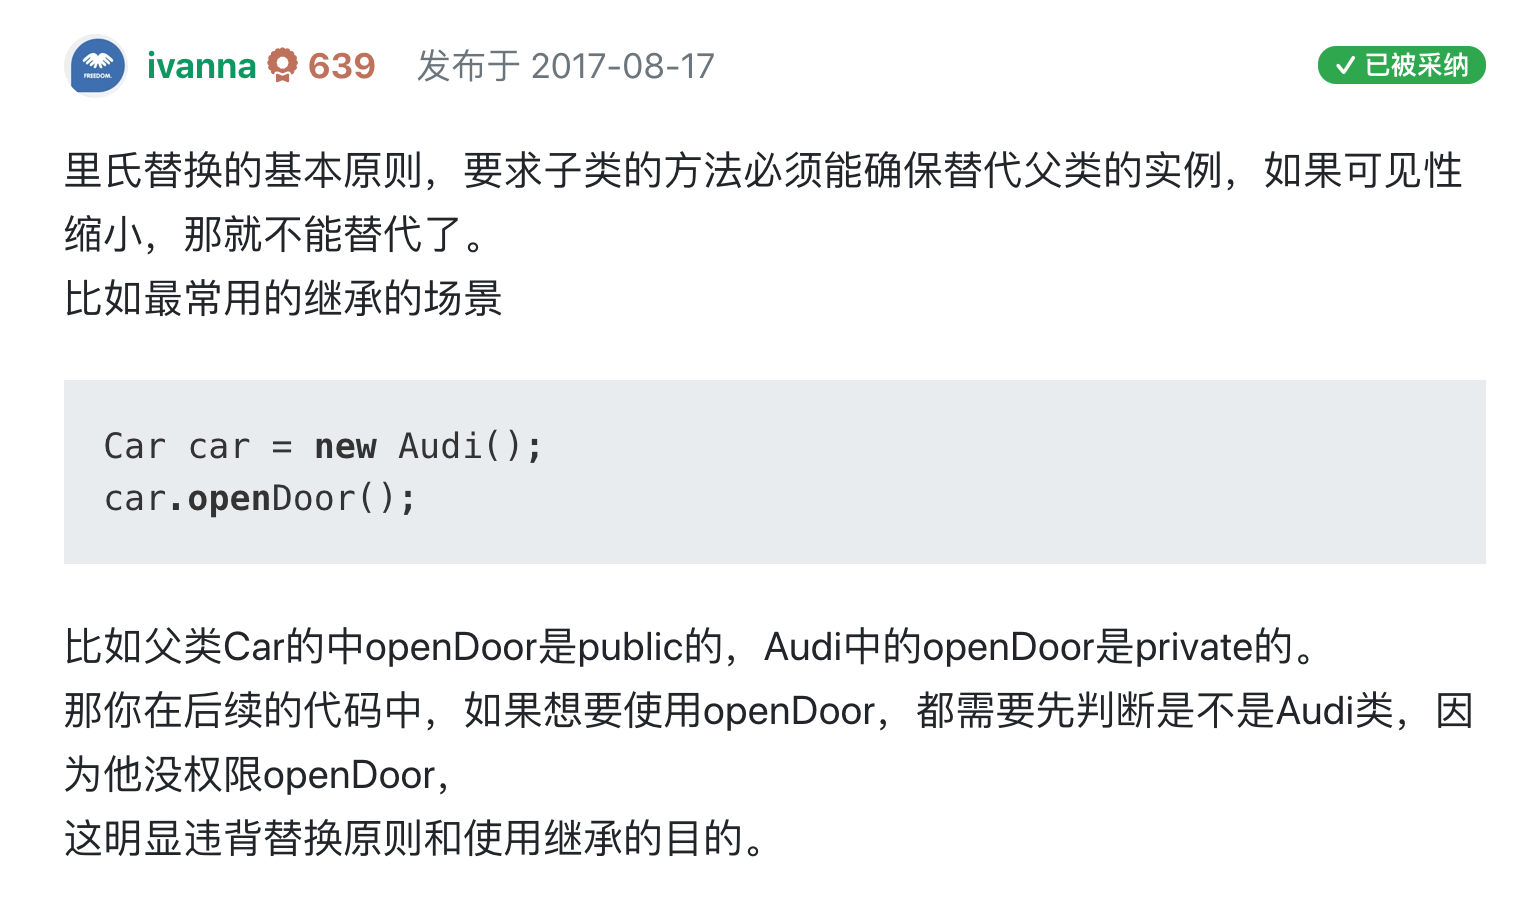 FREEDOM.
ivanna 639 发布于 2017-08-17 已被采纳
里氏替换的基本原则，要求子类的方法必须能确保替代父类的实例，如果可见性
缩小，那就不能替代了。
比如最常用的继承的场景
Car car = new Audi();
car.openDoor();
比如父类Car的中openDoor是public的，Audi中的openDoor是private的。
那你在后续的代码中，如果想要使用openDoor，都需要先判断是不是Audi类，因
为他没权限openDoor，
这明显违背替换原则和使用继承的目的。